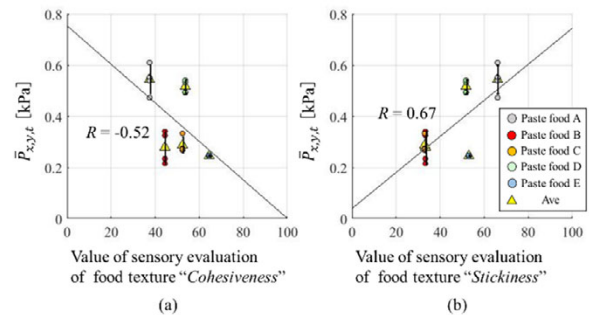 0.8
0.6
0.4
0.2
0
0 20 40 60 80 100
P̄x,y,t [kPa]
R = -0.52
Value of sensory evaluation
of food texture “Cohesiveness”
(a)
0.8
0.6
0.4
0.2
0
0 20 40 60 80 100
P̄x,y,t [kPa]
R = 0.67
Paste food A
Paste food B
Paste food C
Paste food D
Paste food E
Ave
Value of sensory evaluation
of food texture “Stickiness”
(b)